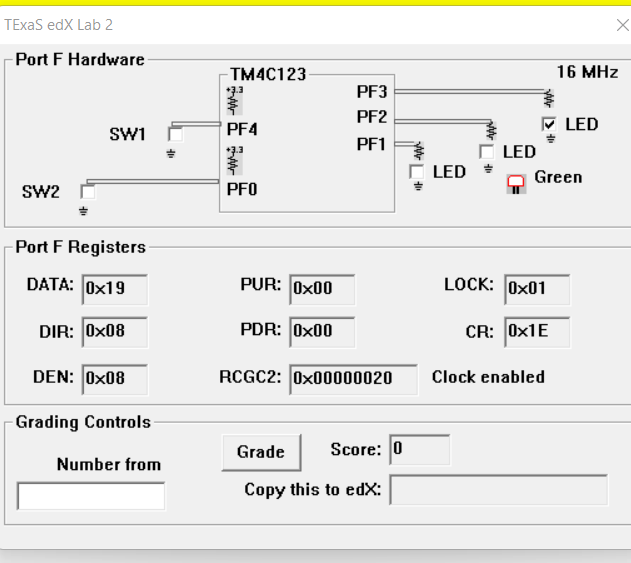 TExaS edX Lab 2
Port F Hardware
TM4C123
16 MHz
+3.3
PF3
PF2
LED
SW1
PF4
PF1
LED
+3.3
LED
Green
SW2
PF0
Port F Registers
DATA: 0x19
PUR: 0x00
LOCK: 0x01
DIR: 0x08
PDR: 0x00
CR: 0x1E
DEN: 0x08
RCGC2: 0x00000020
Clock enabled
Grading Controls
Number from
Grade
Score: 0
Copy this to edX: